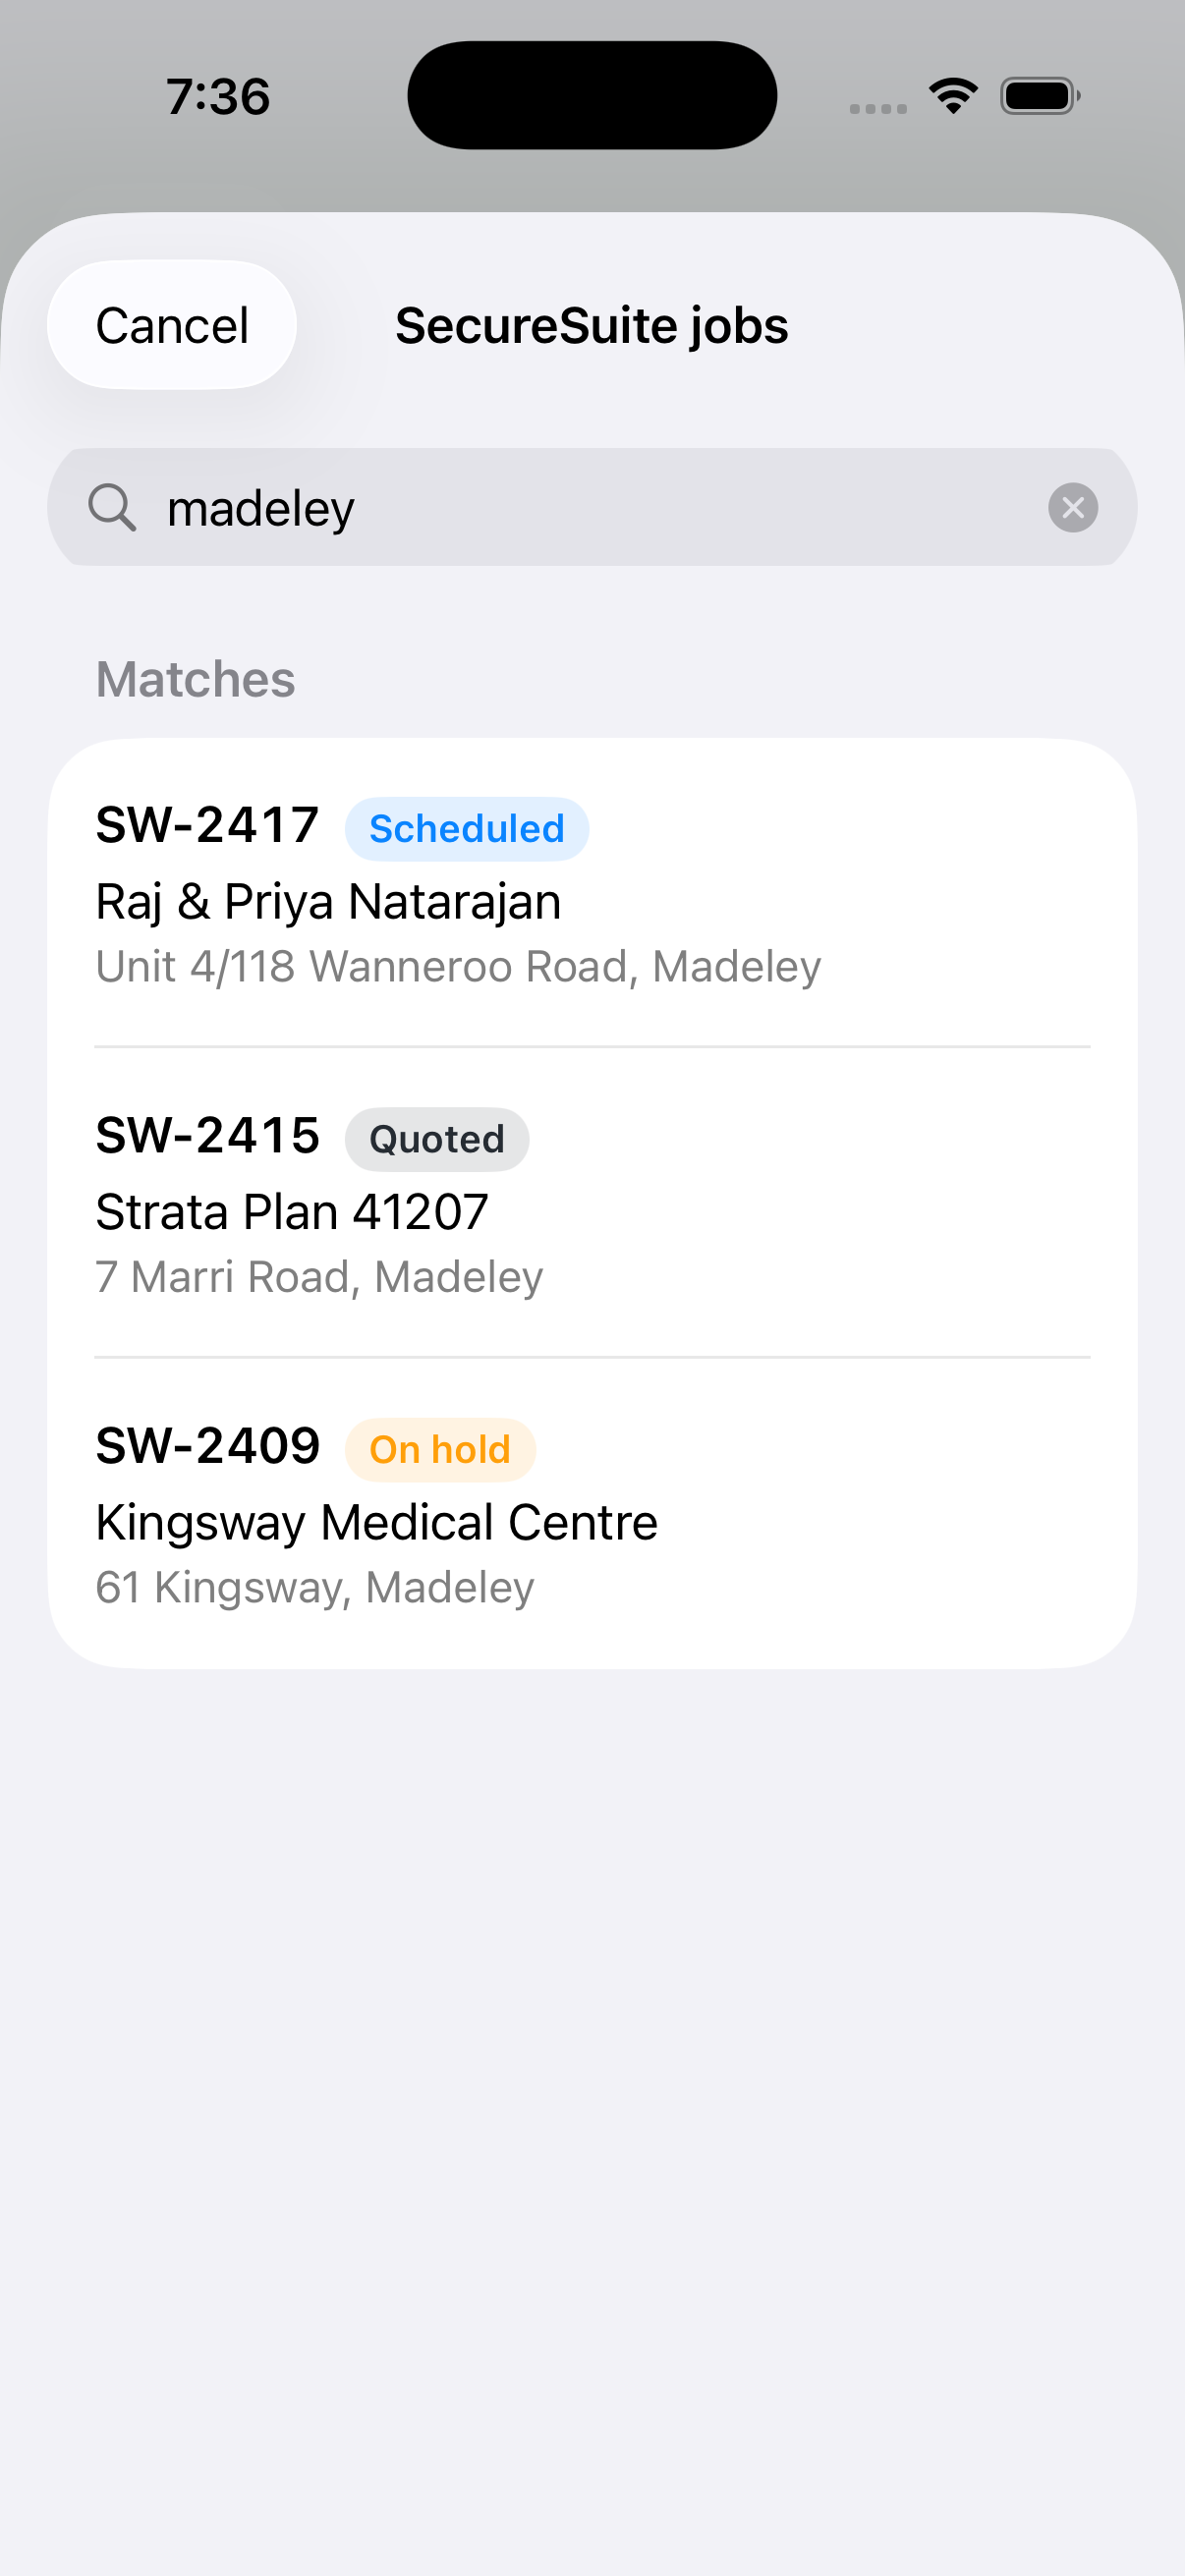 7:36
Cancel
SecureSuite jobs
madeley
Matches
SW-2417 Scheduled
Raj & Priya Natarajan
Unit 4/118 Wanneroo Road, Madeley
SW-2415 Quoted
Strata Plan 41207
7 Marri Road, Madeley
SW-2409 On hold
Kingsway Medical Centre
61 Kingsway, Madeley